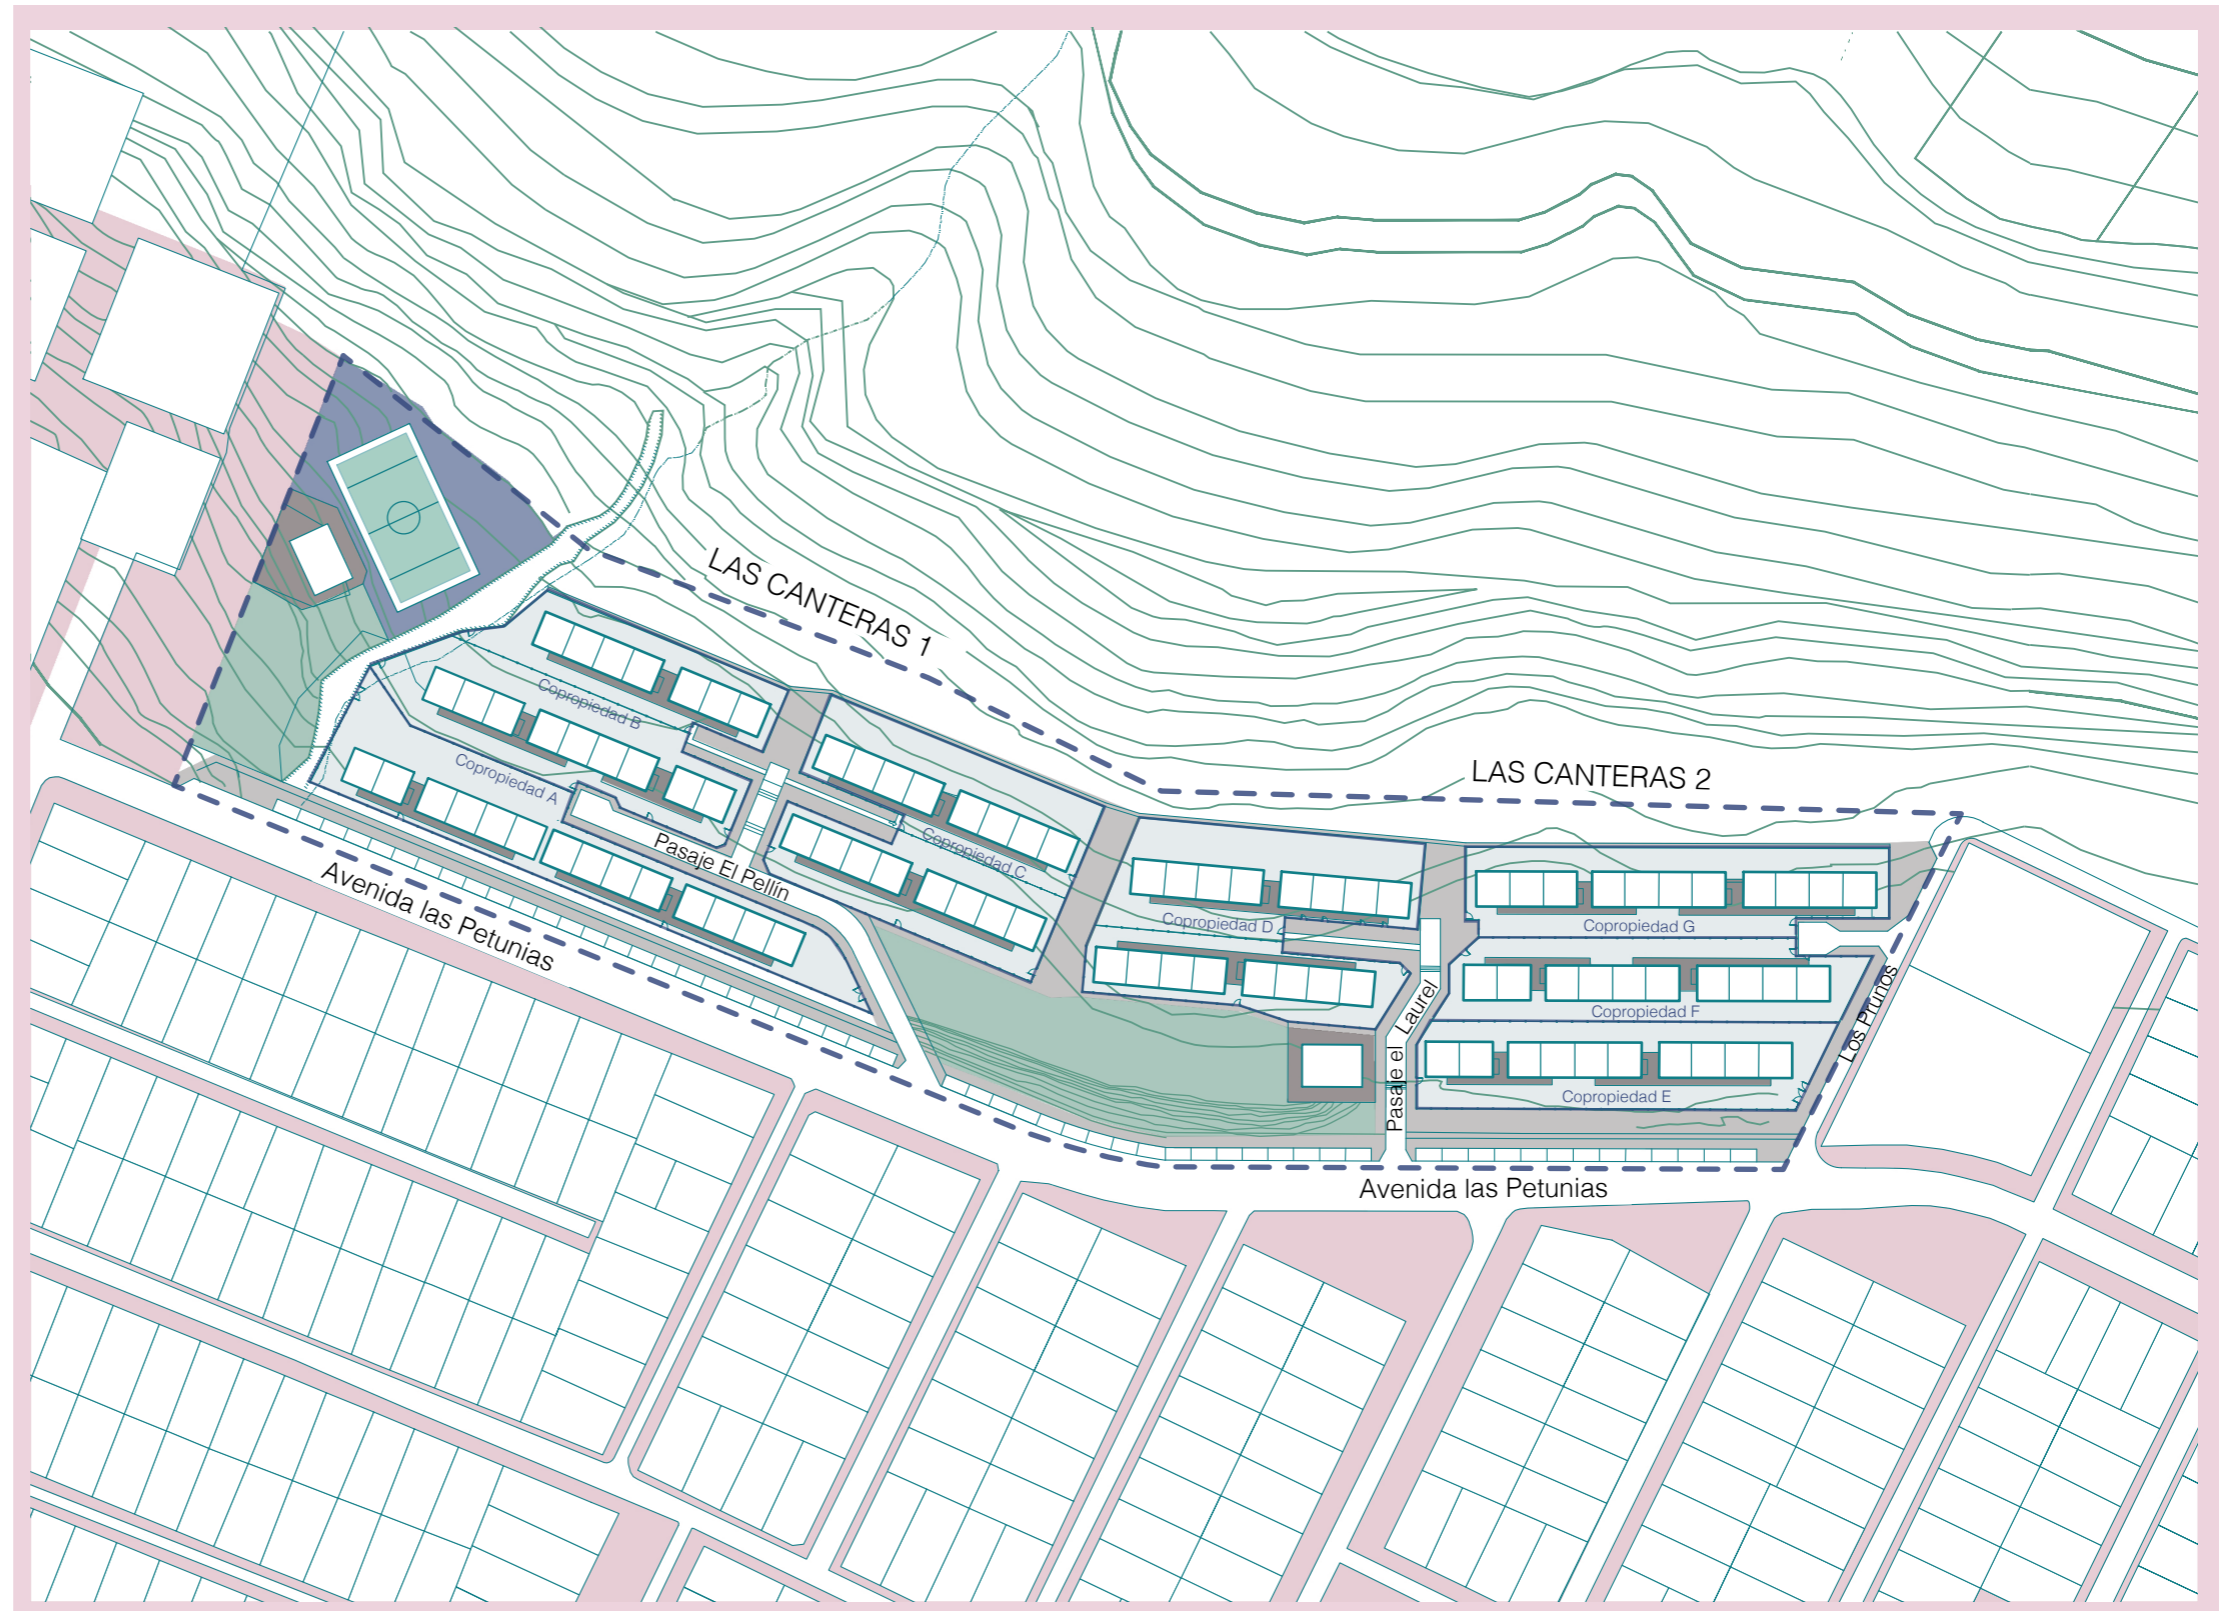 LAS CANTERAS 1
LAS CANTERAS 2
Copropiedad B
Copropiedad A
Pasaje El Pellín
Copropiedad C
Avenida las Petunias
Copropiedad D
Copropiedad G
Pasaje el Laurel
Copropiedad F
Los Prunos
Copropiedad E
Avenida las Petunias